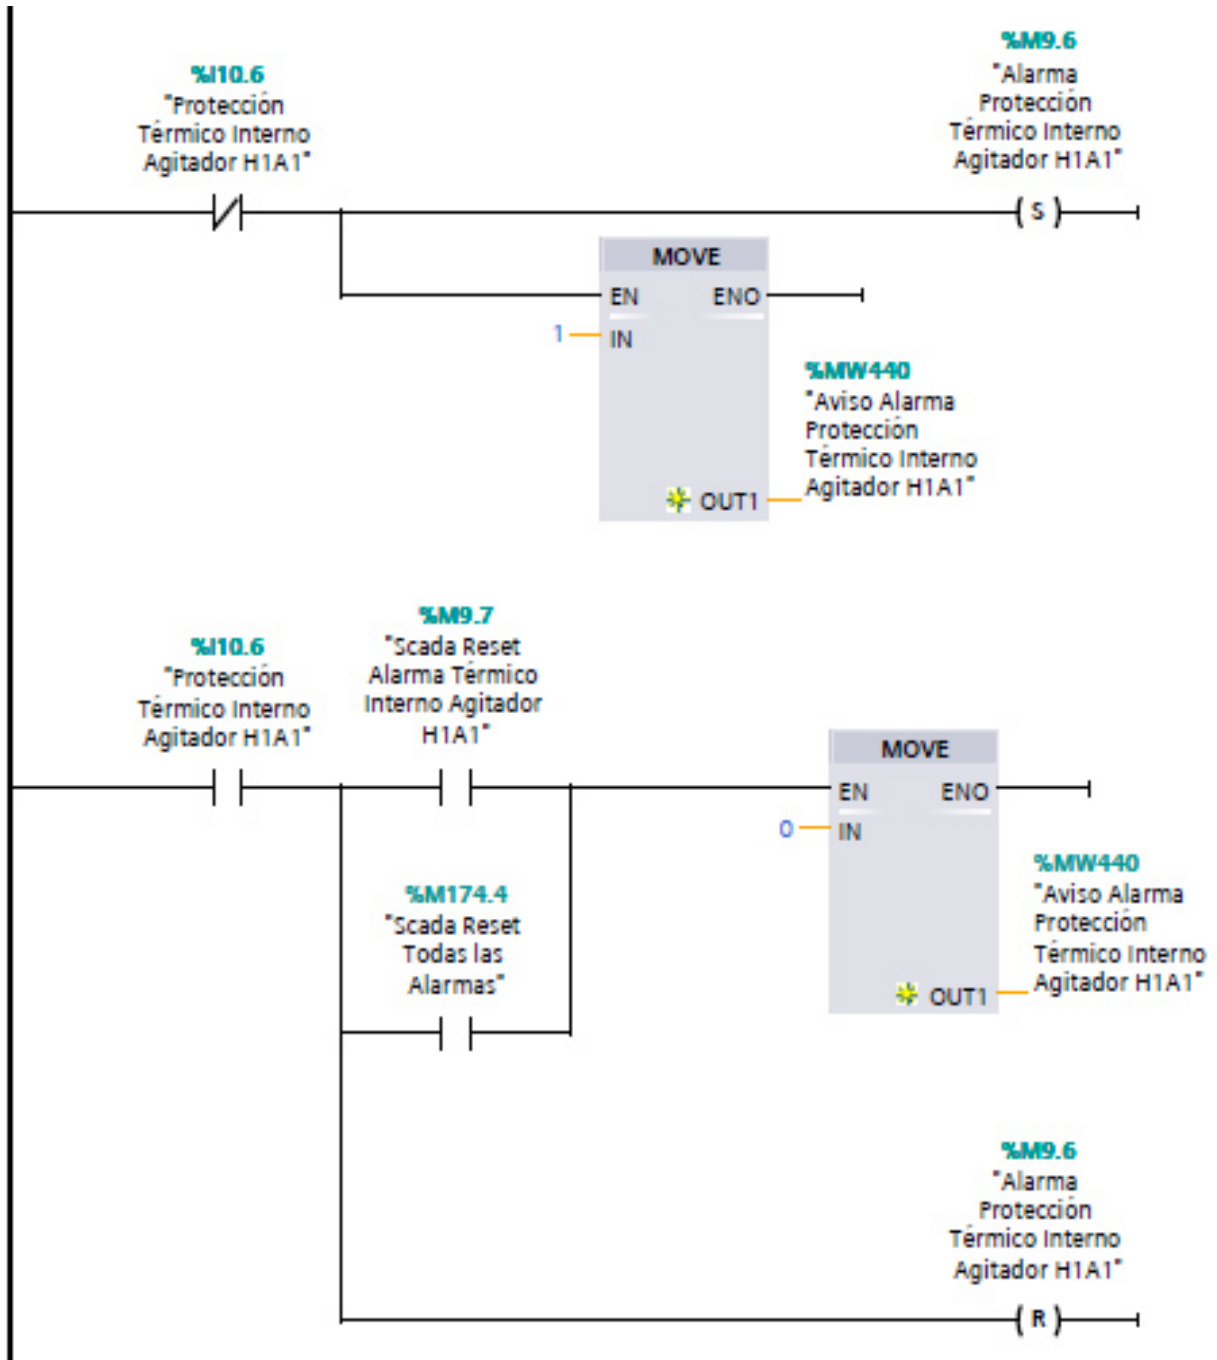 %I10.6
"Protección
Térmico Interno
Agitador H1A1"
%M9.6
"Alarma
Protección
Térmico Interno
Agitador H1A1"
( S )
MOVE
EN ENO
1
IN
%MW440
"Aviso Alarma
Protección
Térmico Interno
Agitador H1A1"
OUT1
%I10.6
"Protección
Térmico Interno
Agitador H1A1"
%M9.7
"Scada Reset
Alarma Térmico
Interno Agitador
H1A1"
%M174.4
"Scada Reset
Todas las
Alarmas"
MOVE
EN ENO
0
IN
%MW440
"Aviso Alarma
Protección
Térmico Interno
Agitador H1A1"
OUT1
%M9.6
"Alarma
Protección
Térmico Interno
Agitador H1A1"
( R )